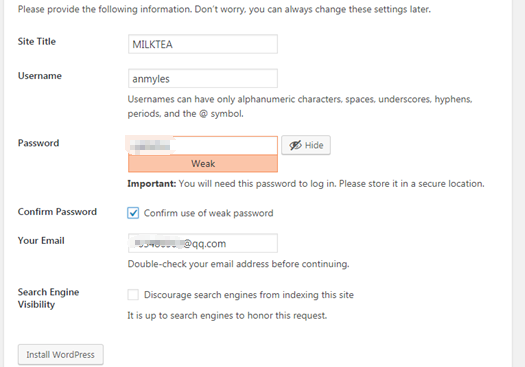 Please provide the following information. Don't worry, you can always change these settings later.
Site Title
MILKTEA
Username
anmyles
Usernames can have only alphanumeric characters, spaces, underscores, hyphens,
periods, and the @ symbol.
Password
Hide
Weak
Important: You will need this password to log in. Please store it in a secure location.
Confirm Password
Confirm use of weak password
Your Email
@qq.com
Double-check your email address before continuing.
Search Engine
Visibility
Discourage search engines from indexing this site
It is up to search engines to honor this request.
Install WordPress